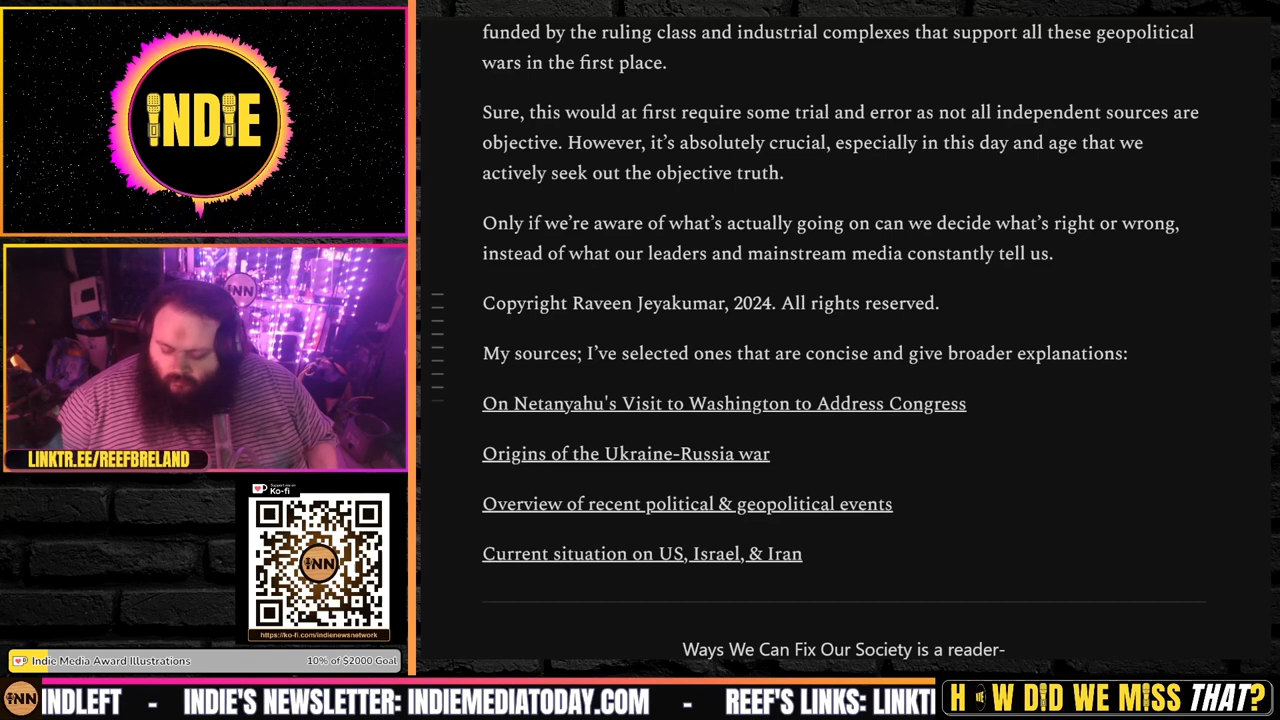 INDIE
INN
LINKTR.EE/REEFBRELAND
Support me on
Ko-fi
INN
https://ko-fi.com/indienewsnetwork
Indie Media Award Illustrations 10% of $2000 Goal
funded by the ruling class and industrial complexes that support all these geopolitical
wars in the first place.
Sure, this would at first require some trial and error as not all independent sources are
objective. However, it’s absolutely crucial, especially in this day and age that we
actively seek out the objective truth.
Only if we’re aware of what’s actually going on can we decide what’s right or wrong,
instead of what our leaders and mainstream media constantly tell us.
Copyright Raveen Jeyakumar, 2024. All rights reserved.
My sources; I’ve selected ones that are concise and give broader explanations:
On Netanyahu's Visit to Washington to Address Congress
Origins of the Ukraine-Russia war
Overview of recent political & geopolitical events
Current situation on US, Israel, & Iran
Ways We Can Fix Our Society is a reader-
INN
INDLEFT - INDIE'S NEWSLETTER: INDIEMEDIATODAY.COM - REEF'S LINKS: LINKT
HOW DID WE MISS THAT?